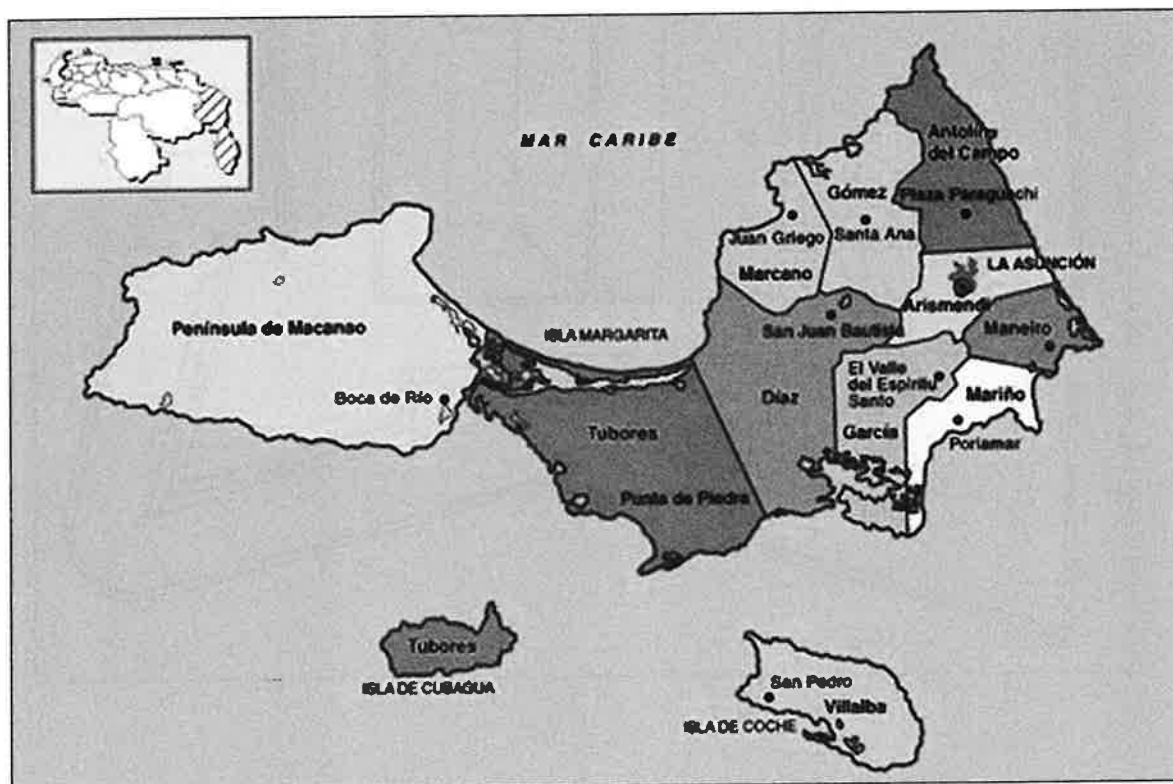 MAR CARIBE
Antolín
del Campo
Plaza Paraguachi
Gómez
Santa Ana
Juan Griego
Marcano
LA ASUNCIÓN
Arismendi
Maneiro
San Juan Bautista
ISLA MARGARITA
Península de Macanao
Boca de Río
El Valle
del Espíritu
Santo
García
Mariño
Porlamar
Díaz
Tubores
Punta de Piedra
Tubores
ISLA DE CUBAGUA
San Pedro
Villalba
ISLA DE COCHE